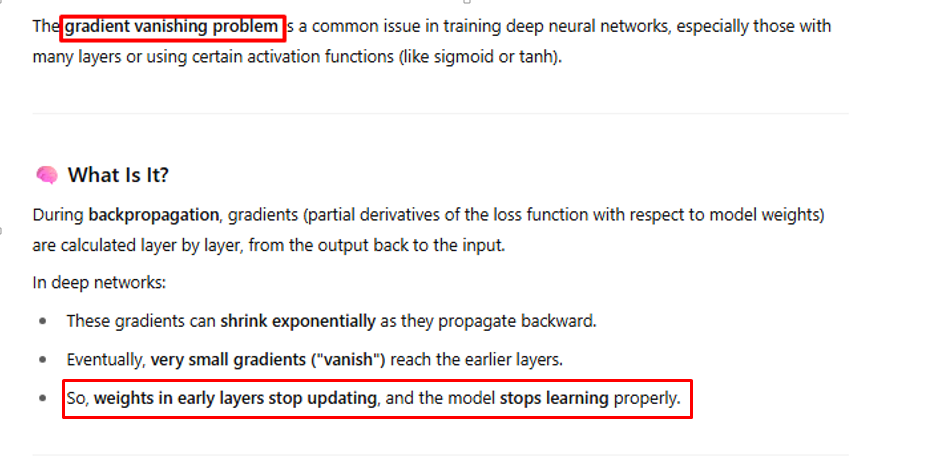 The gradient vanishing problem is a common issue in training deep neural networks, especially those with
many layers or using certain activation functions (like sigmoid or tanh).
🧠 What Is It?
During backpropagation, gradients (partial derivatives of the loss function with respect to model weights)
are calculated layer by layer, from the output back to the input.
In deep networks:
• These gradients can shrink exponentially as they propagate backward.
• Eventually, very small gradients ("vanish") reach the earlier layers.
• So, weights in early layers stop updating, and the model stops learning properly.